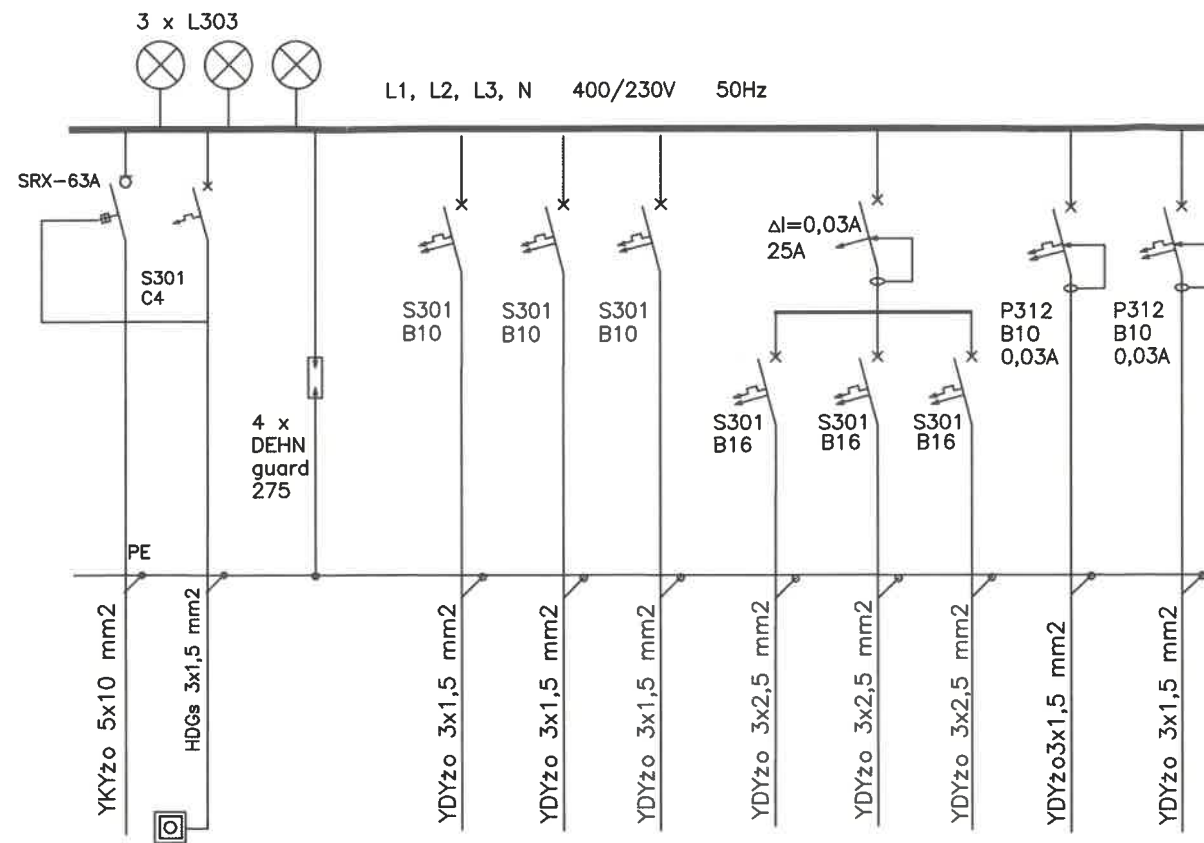 3 x L303
L1, L2, L3, N 400/230V 50Hz
SRX-63A
S301
C4
4 x
DEHN
guard
275
S301
B10
S301
B10
S301
B10
ΔI=0,03A
25A
S301
B16
S301
B16
S301
B16
P312
B10
0,03A
P312
B10
0,03A
PE
YKYżo 5x10 mm2
HDGs 3x1,5 mm2
YDYżo 3x1,5 mm2
YDYżo 3x1,5 mm2
YDYżo 3x1,5 mm2
YDYżo 3x2,5 mm2
YDYżo 3x2,5 mm2
YDYżo 3x2,5 mm2
YDYżo3x1,5 mm2
YDYżo 3x1,5 mm2